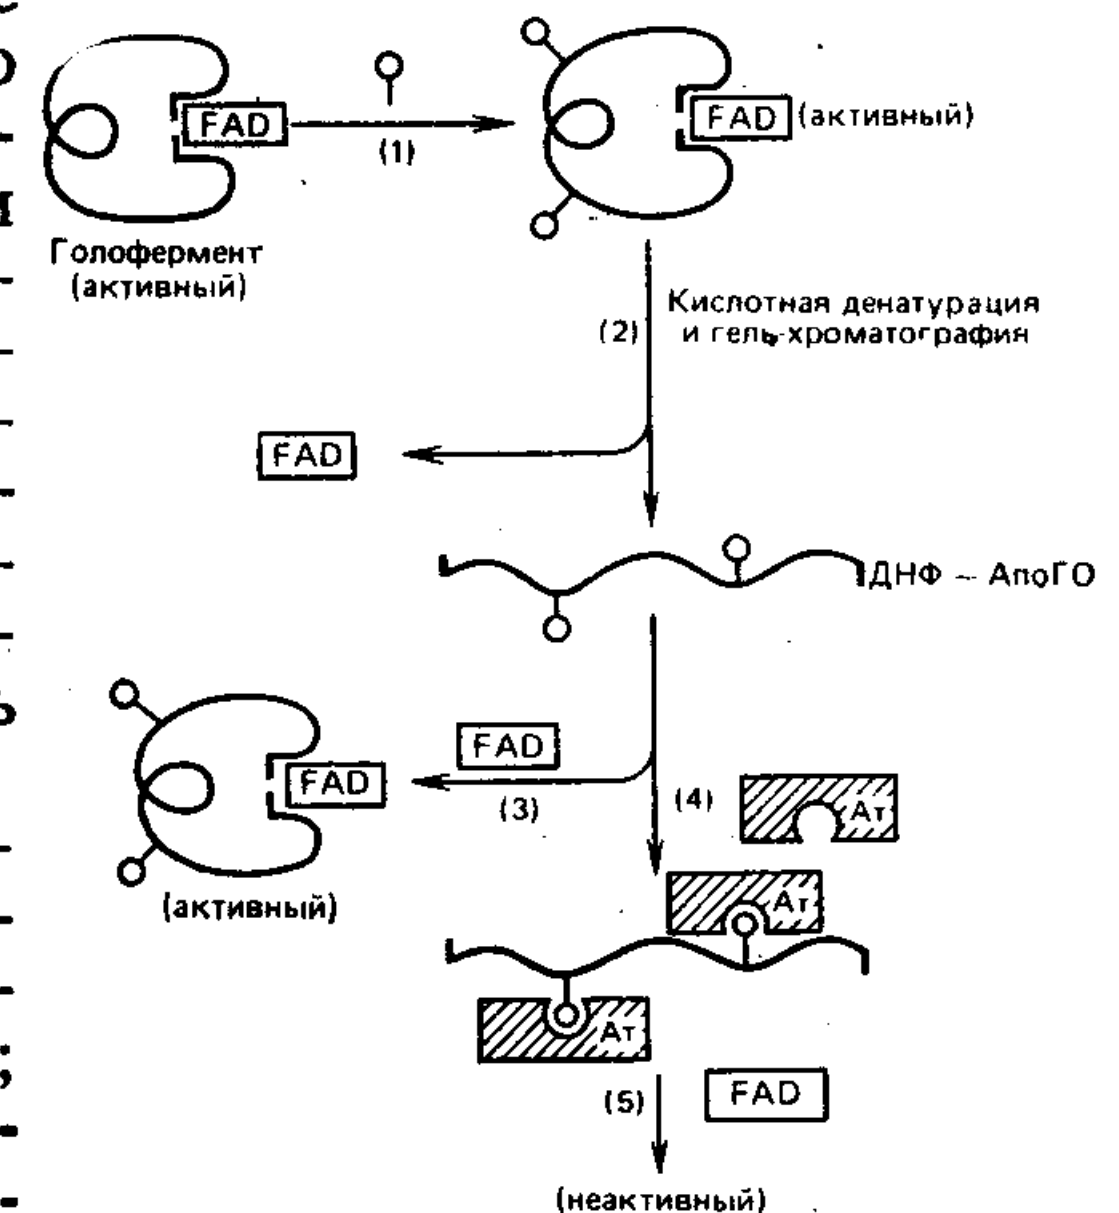 FAD
(1)
FAD
(активный)
Голофермент
(активный)
(2)
Кислотная денатурация
и гель-хроматография
FAD
ДНФ – АпоГО
FAD
FAD
(3)
(4)
Ат
(активный)
Ат
Ат
(5)
FAD
(неактивный)